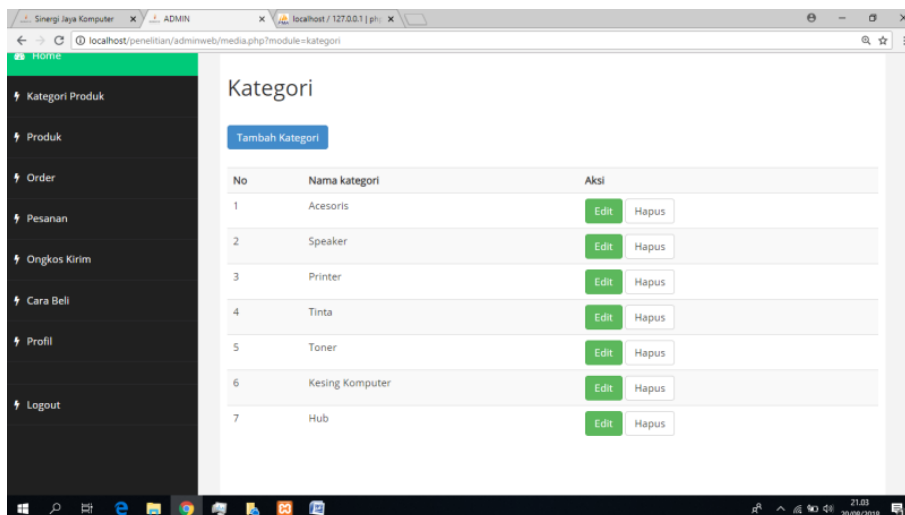 Sinergi Jaya Komputer
ADMIN
localhost / 127.0.0.1 | ph
localhost/penelitian/adminweb/media.php?module=kategori
Home
Kategori Produk
Produk
Order
Pesanan
Ongkos Kirim
Cara Beli
Profil
Logout
Kategori
Tambah Kategori
No Nama kategori Aksi
1 Acesoris Edit Hapus
2 Speaker Edit Hapus
3 Printer Edit Hapus
4 Tinta Edit Hapus
5 Toner Edit Hapus
6 Kesing Komputer Edit Hapus
7 Hub Edit Hapus
21.03
20/08/2018